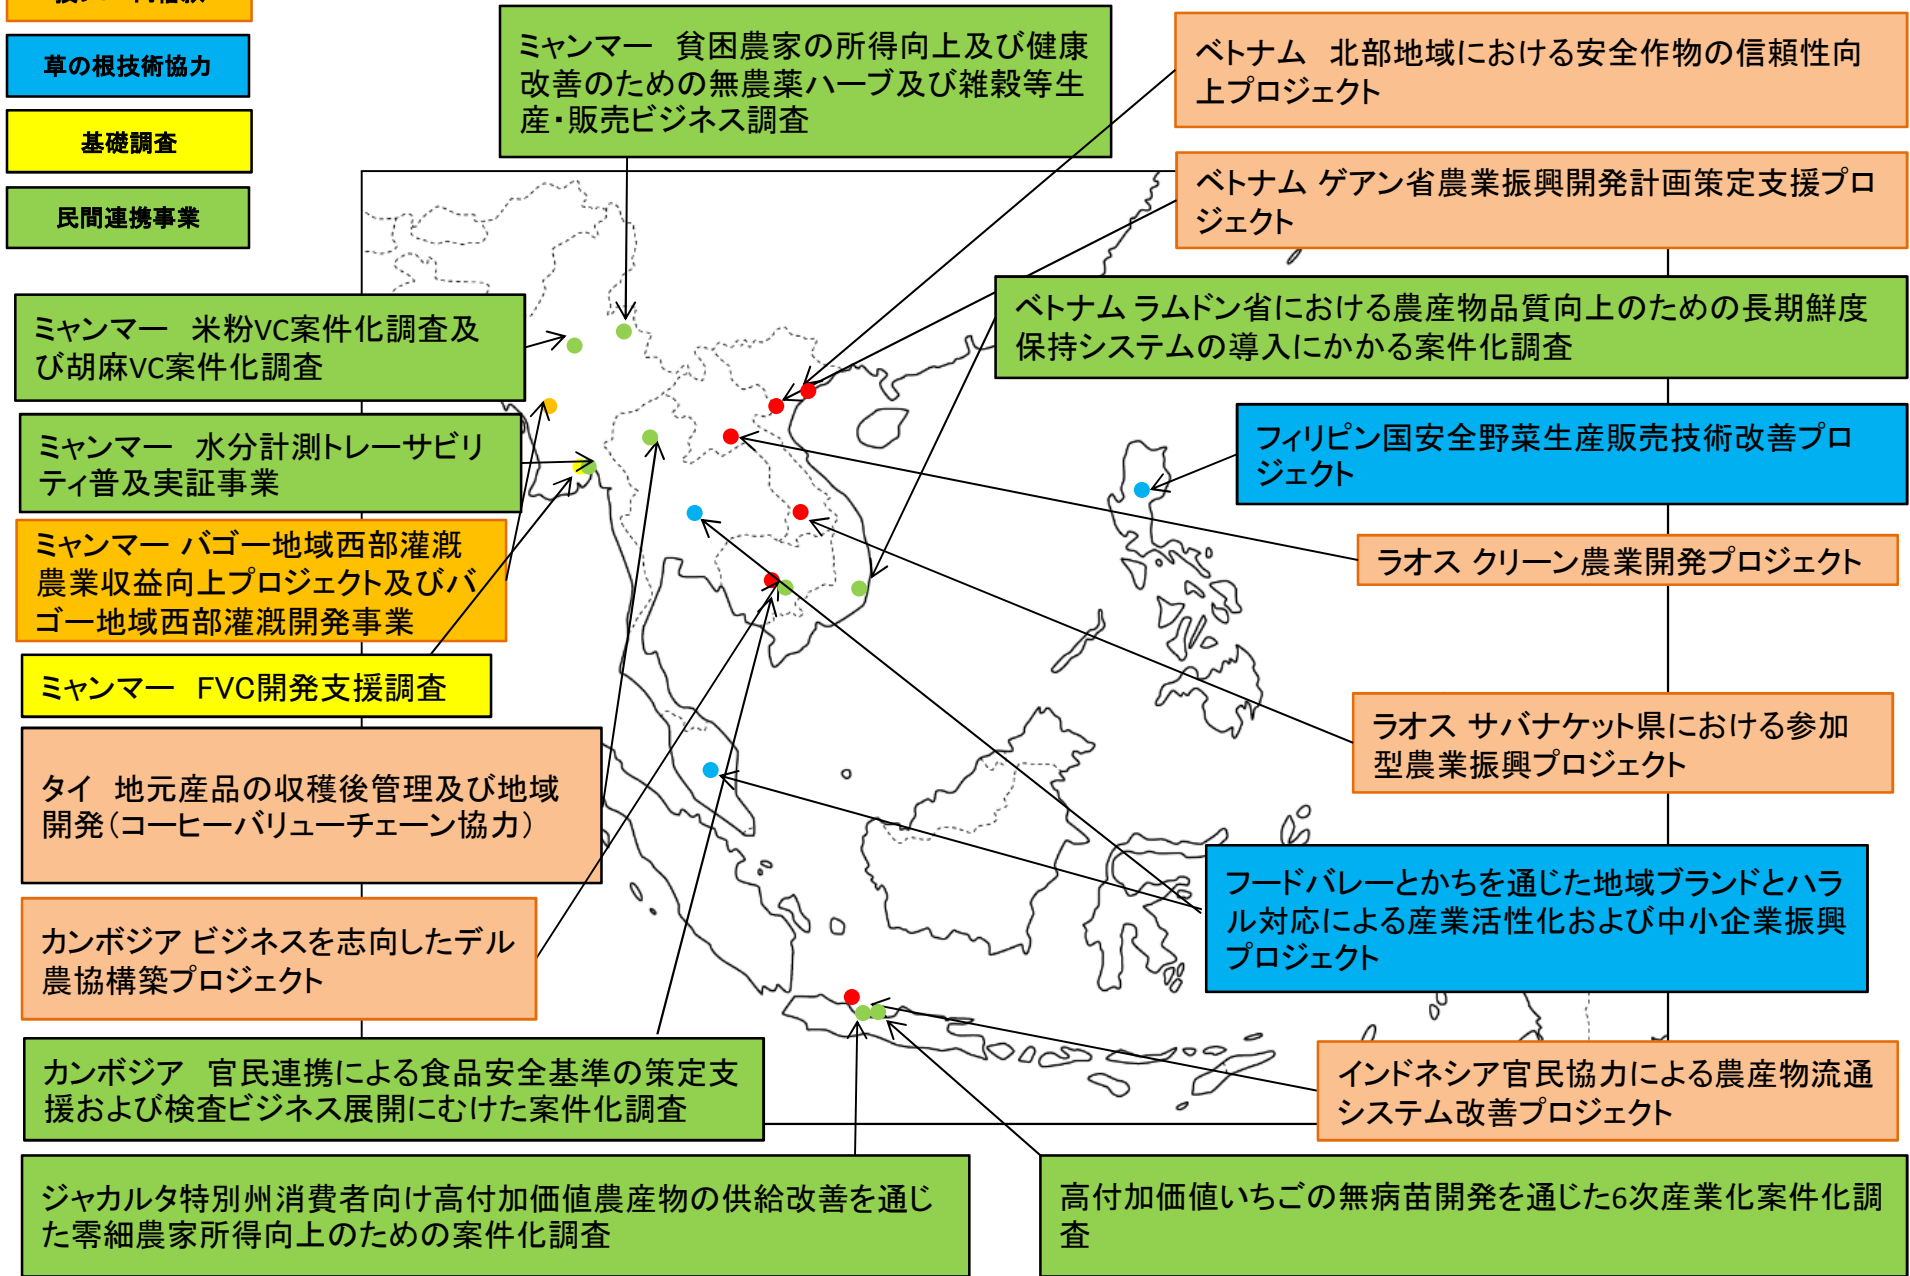 草の根技術協力
基礎調査
民間連携事業
ミャンマー　貧困農家の所得向上及び健康
改善のための無農薬ハーブ及び雑穀等生
産・販売ビジネス調査
ベトナム　北部地域における安全作物の信頼性向
上プロジェクト
ベトナム ゲアン省農業振興開発計画策定支援プロ
ジェクト
ベトナム ラムドン省における農産物品質向上のための長期鮮度
保持システムの導入にかかる案件化調査
ミャンマー　米粉VC案件化調査及
び胡麻VC案件化調査
ミャンマー　水分計測トレーサビリ
ティ普及実証事業
フィリピン国安全野菜生産販売技術改善プロ
ジェクト
ミャンマー バゴー地域西部灌漑
農業収益向上プロジェクト及びバ
ゴー地域西部灌漑開発事業
ラオス クリーン農業開発プロジェクト
ミャンマー　FVC開発支援調査
ラオス サバナケット県における参加
型農業振興プロジェクト
タイ　地元産品の収穫後管理及び地域
開発（コーヒーバリューチェーン協力）
フードバレーとかちを通じた地域ブランドとハラ
ル対応による産業活性化および中小企業振興
プロジェクト
カンボジア ビジネスを志向したデル
農協構築プロジェクト
カンボジア　官民連携による食品安全基準の策定支
援および検査ビジネス展開にむけた案件化調査
インドネシア官民協力による農産物流通
システム改善プロジェクト
ジャカルタ特別州消費者向け高付加価値農産物の供給改善を通じ
た零細農家所得向上のための案件化調査
高付加価値いちごの無病苗開発を通じた6次産業化案件化調
査